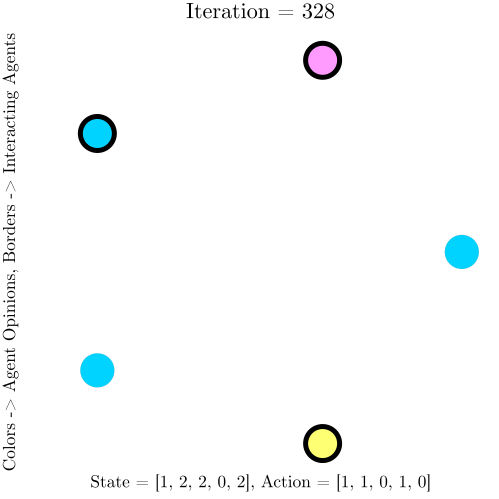 Iteration = 328
Colors -> Agent Opinions, Borders -> Interacting Agents
State = [1, 2, 2, 0, 2], Action = [1, 1, 0, 1, 0]